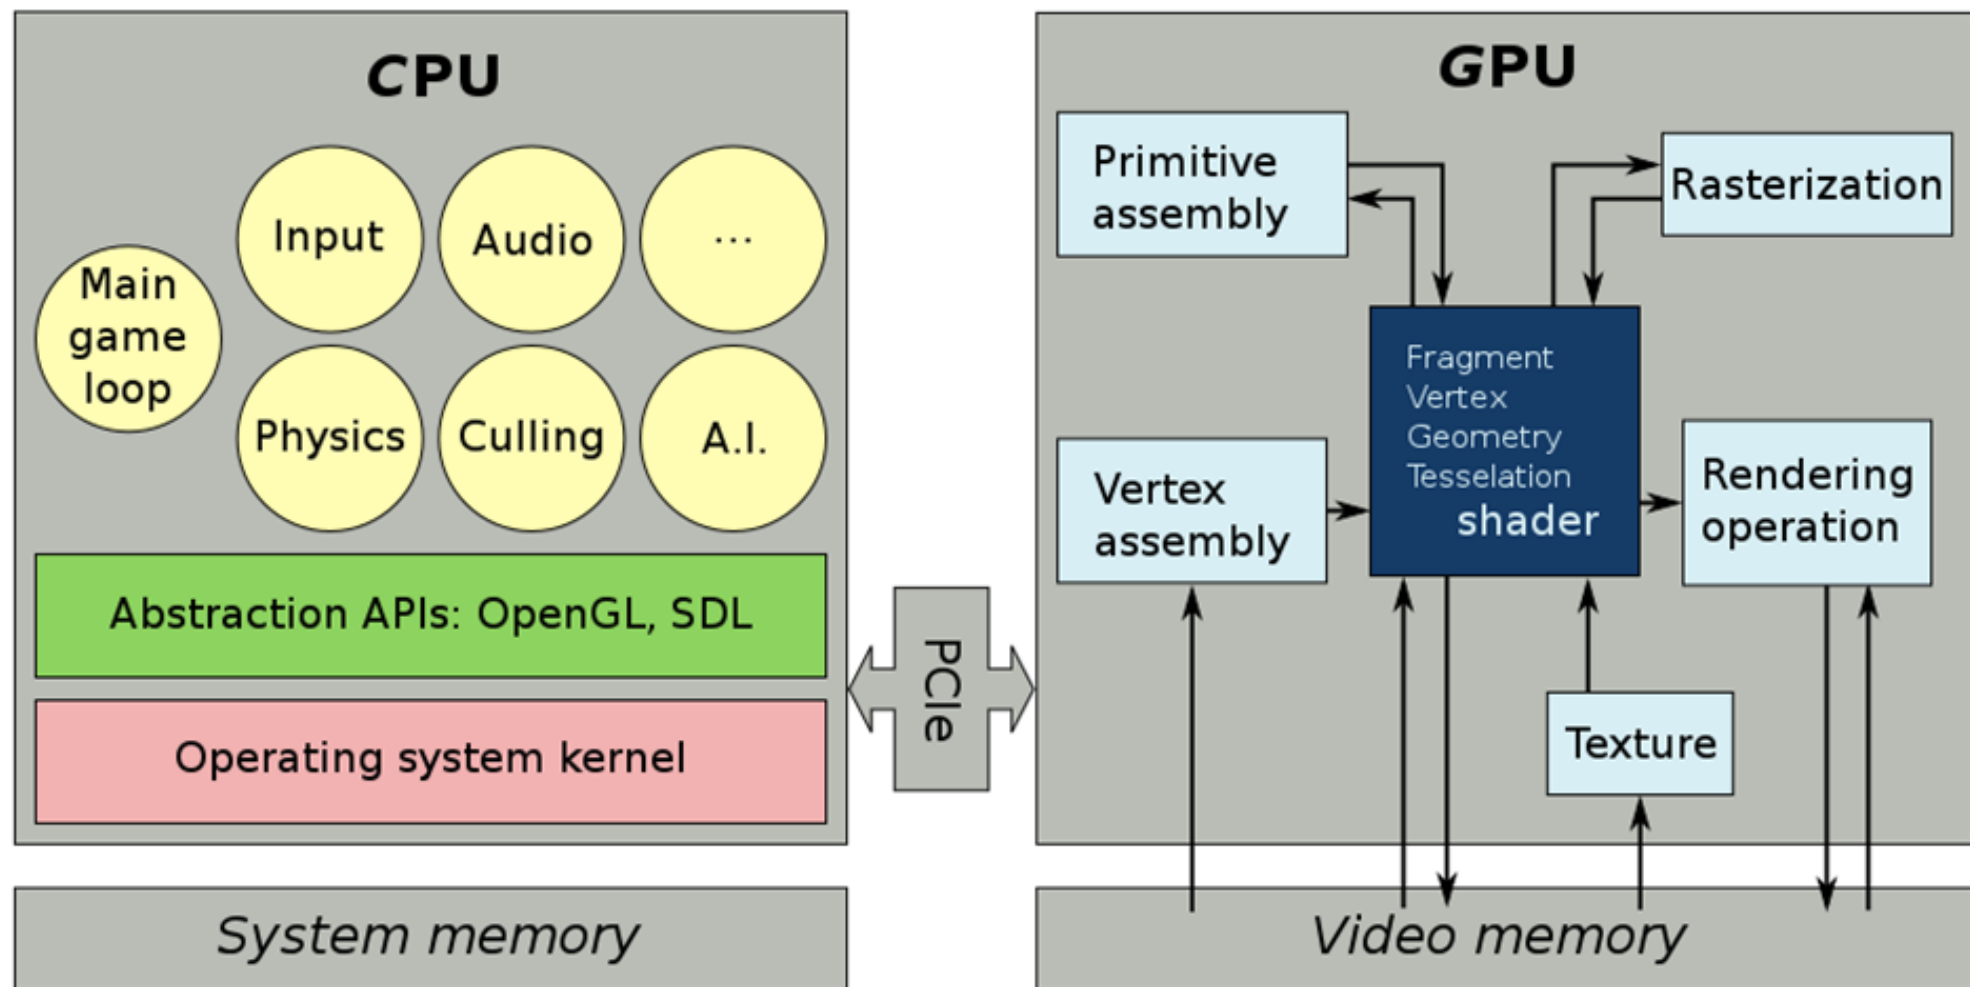 CPU
Input
Audio
...
Main
game
loop
Physics
Culling
A.I.
Abstraction APIs: OpenGL, SDL
Operating system kernel
System memory
PCIe
GPU
Primitive
assembly
Rasterization
Fragment
Vertex
Geometry
Tesselation
shader
Vertex
assembly
Rendering
operation
Texture
Video memory